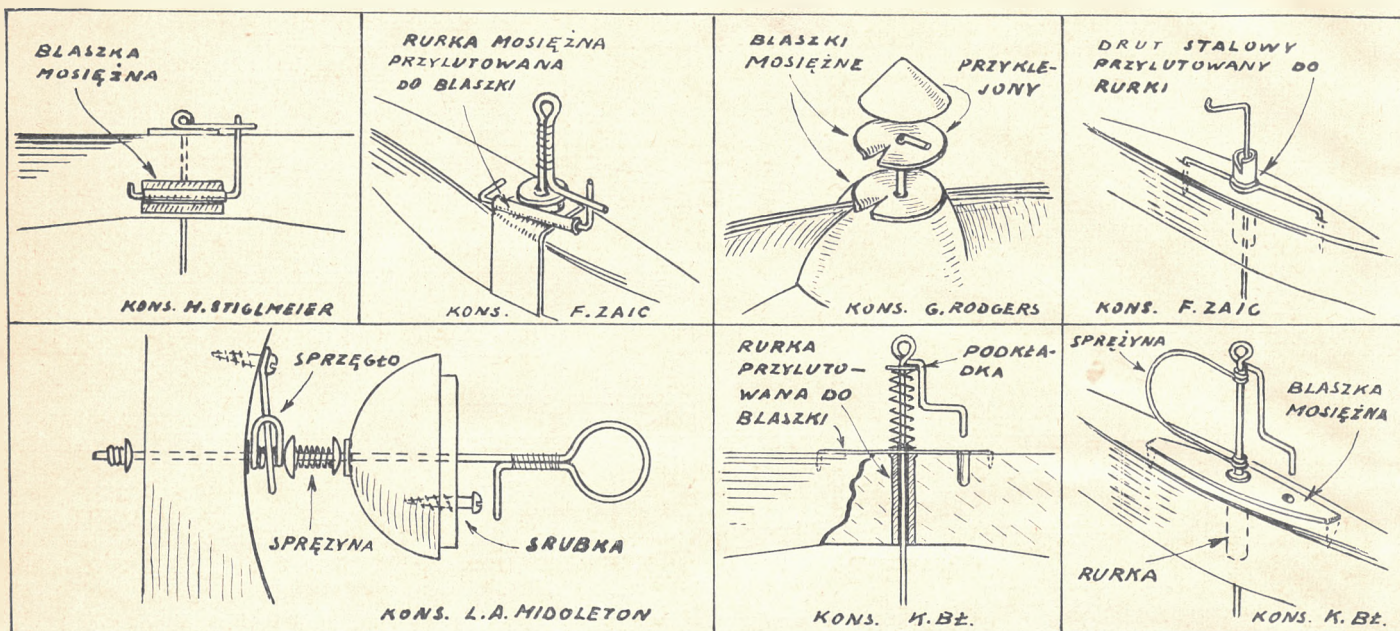 BLASZKA
MOSIĘŻNA
KONS. H. STIGLMEIER
RURKA MOSIĘŻNA
PRZYLUTOWANA
DO BLASZKI
KONS. F. ZAIC
BLASZKI
MOSIĘŻNE
PRZYKLE-
JONY
KONS. G. RODGERS
DRUT STALOWY
PRZYLUTOWANY DO
RURKI
KONS. F. ZAIC
SPRZĘGŁO
SPRĘŻYNA
SRUBKA
KONS. L.A. MIDOLETON
RURKA
PRZYLUTO-
WANA DO
BLASZKI
PODKŁA-
DKA
KONS. K. BŁ.
SPRĘŻYNA
BLASZKA
MOSIĘŻNA
RURKA
KONS. K. BŁ.